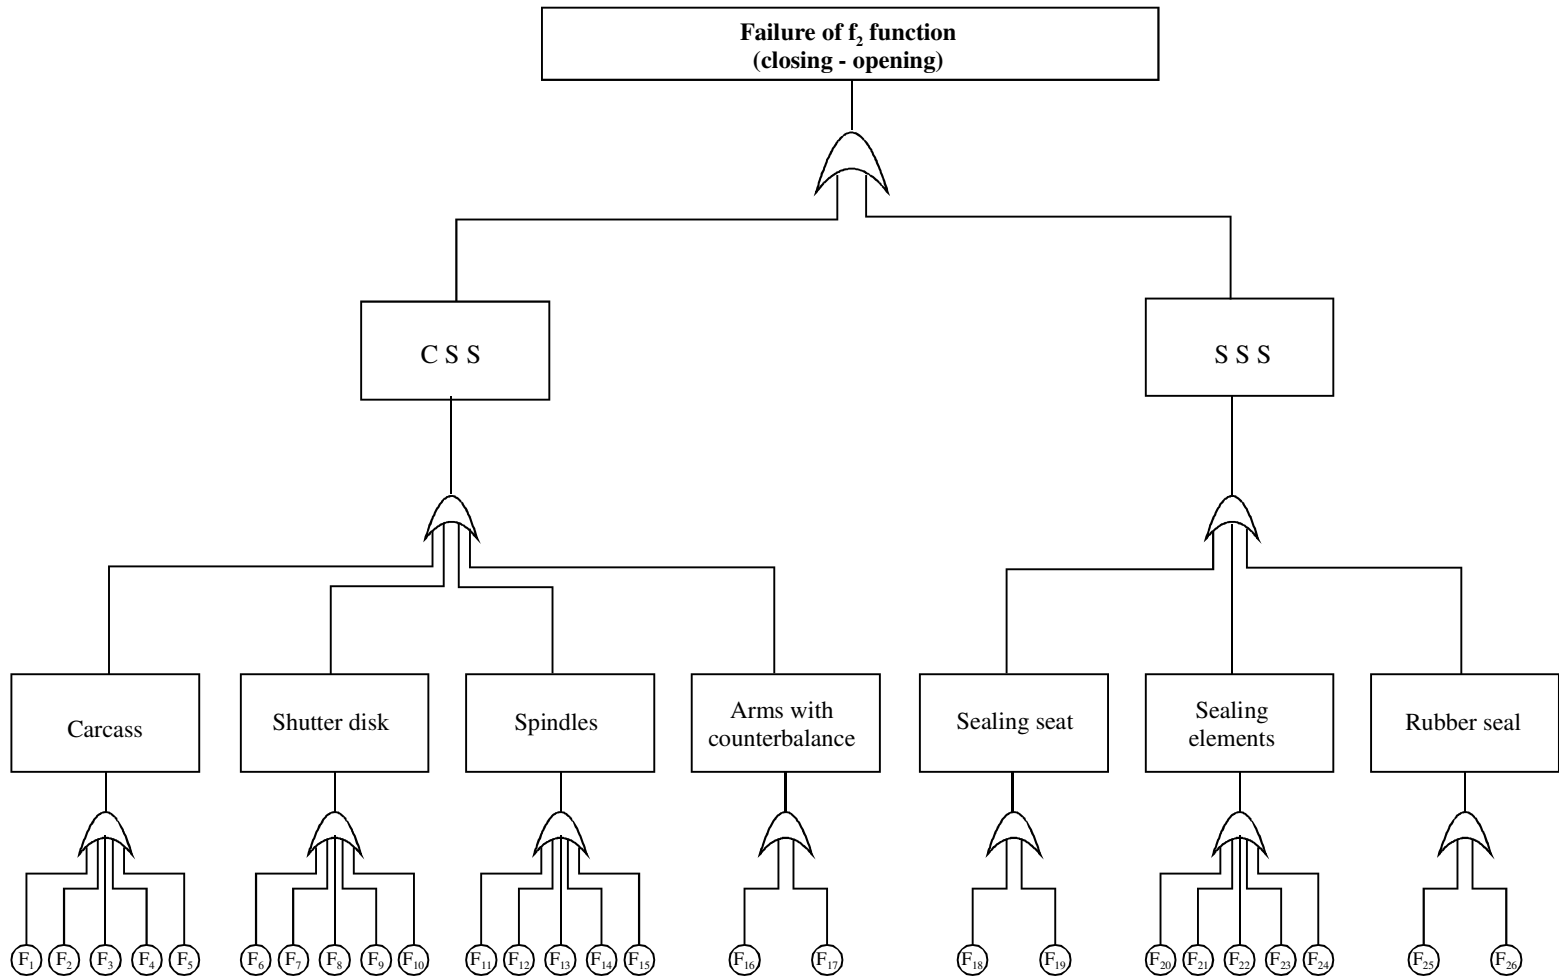 Failure of f₂ function
(closing - opening)
C S S
S S S
Carcass
Shutter disk
Spindles
Arms with
counterbalance
Sealing seat
Sealing
elements
Rubber seal
F₁ F₂ F₃ F₄ F₅ F₆ F₇ F₈ F₉ F₁₀ F₁₁ F₁₂ F₁₃ F₁₄ F₁₅ F₁₆ F₁₇ F₁₈ F₁₉ F₂₀ F₂₁ F₂₂ F₂₃ F₂₄ F₂₅ F₂₆